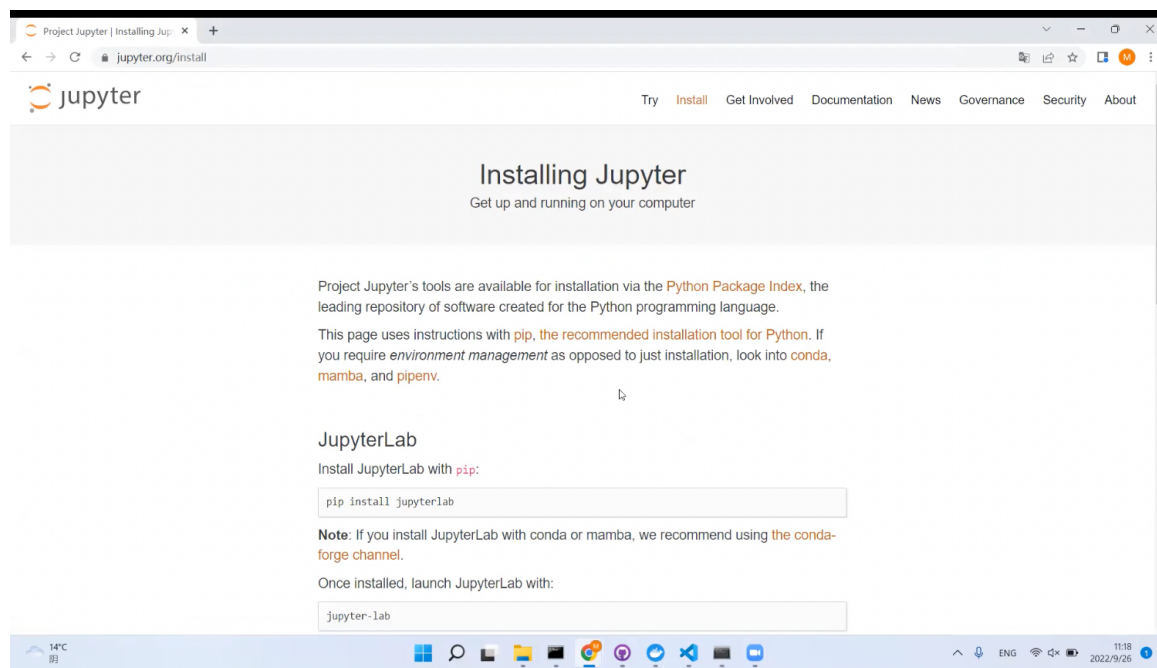 Project Jupyter | Installing Jup
jupyter.org/install
M
jupyter
Try Install Get Involved Documentation News Governance Security About
Installing Jupyter
Get up and running on your computer
Project Jupyter’s tools are available for installation via the Python Package Index, the
leading repository of software created for the Python programming language.
This page uses instructions with pip, the recommended installation tool for Python. If
you require environment management as opposed to just installation, look into conda,
mamba, and pipenv.
JupyterLab
Install JupyterLab with pip:
pip install jupyterlab
Note: If you install JupyterLab with conda or mamba, we recommend using the conda-
forge channel.
Once installed, launch JupyterLab with:
jupyter-lab
14°C
阴
M
ENG
11:18
2022/9/26
1